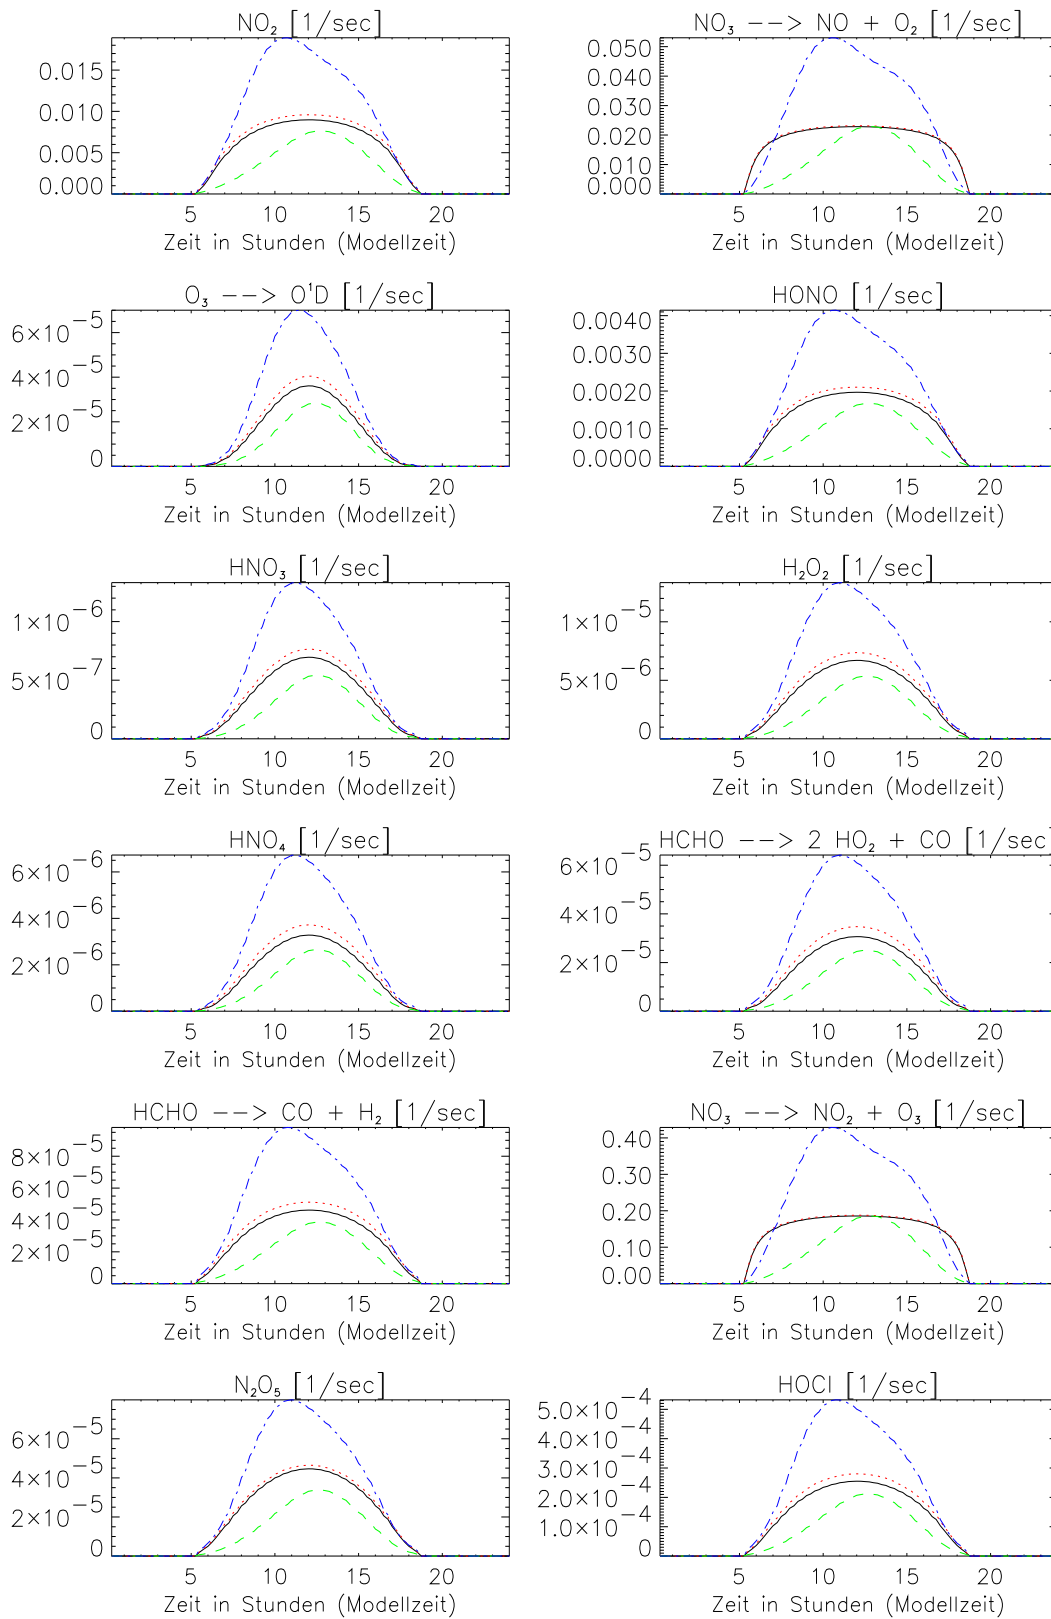 NO₂ [1/sec]
0.015
0.010
0.005
0.000
5 10 15 20
Zeit in Stunden (Modellzeit)
NO₃ --> NO + O₂ [1/sec]
0.050
0.040
0.030
0.020
0.010
0.000
5 10 15 20
Zeit in Stunden (Modellzeit)
O₃ --> O¹D [1/sec]
6×10⁻⁵
4×10⁻⁵
2×10⁻⁵
0
5 10 15 20
Zeit in Stunden (Modellzeit)
HONO [1/sec]
0.0040
0.0030
0.0020
0.0010
0.0000
5 10 15 20
Zeit in Stunden (Modellzeit)
HNO₃ [1/sec]
1×10⁻⁶
5×10⁻⁷
0
5 10 15 20
Zeit in Stunden (Modellzeit)
H₂O₂ [1/sec]
1×10⁻⁵
5×10⁻⁶
0
5 10 15 20
Zeit in Stunden (Modellzeit)
HNO₄ [1/sec]
6×10⁻⁶
4×10⁻⁶
2×10⁻⁶
0
5 10 15 20
Zeit in Stunden (Modellzeit)
HCHO --> 2 HO₂ + CO [1/sec]
6×10⁻⁵
4×10⁻⁵
2×10⁻⁵
0
5 10 15 20
Zeit in Stunden (Modellzeit)
HCHO --> CO + H₂ [1/sec]
8×10⁻⁵
6×10⁻⁵
4×10⁻⁵
2×10⁻⁵
0
5 10 15 20
Zeit in Stunden (Modellzeit)
NO₃ --> NO₂ + O₃ [1/sec]
0.40
0.30
0.20
0.10
0.00
5 10 15 20
Zeit in Stunden (Modellzeit)
N₂O₅ [1/sec]
6×10⁻⁵
4×10⁻⁵
2×10⁻⁵
0
5 10 15 20
Zeit in Stunden (Modellzeit)
HOCl [1/sec]
5.0×10⁻⁴
4.0×10⁻⁴
3.0×10⁻⁴
2.0×10⁻⁴
1.0×10⁻⁴
0
5 10 15 20
Zeit in Stunden (Modellzeit)